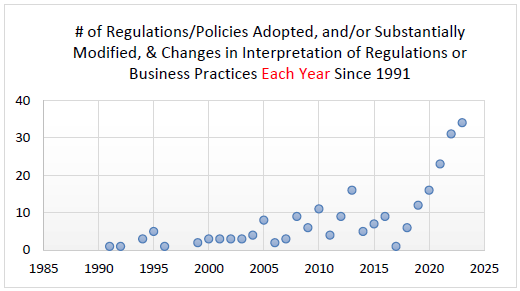 # of Regulations/Policies Adopted, and/or Substantially
Modified, & Changes in Interpretation of Regulations or
Business Practices Each Year Since 1991
40
30
20
10
0
1985 1990 1995 2000 2005 2010 2015 2020 2025